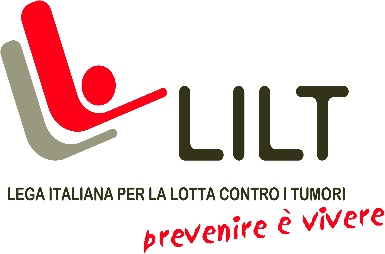 LILT
LEGA ITALIANA PER LA LOTTA CONTRO I TUMORI
prevenire è vivere